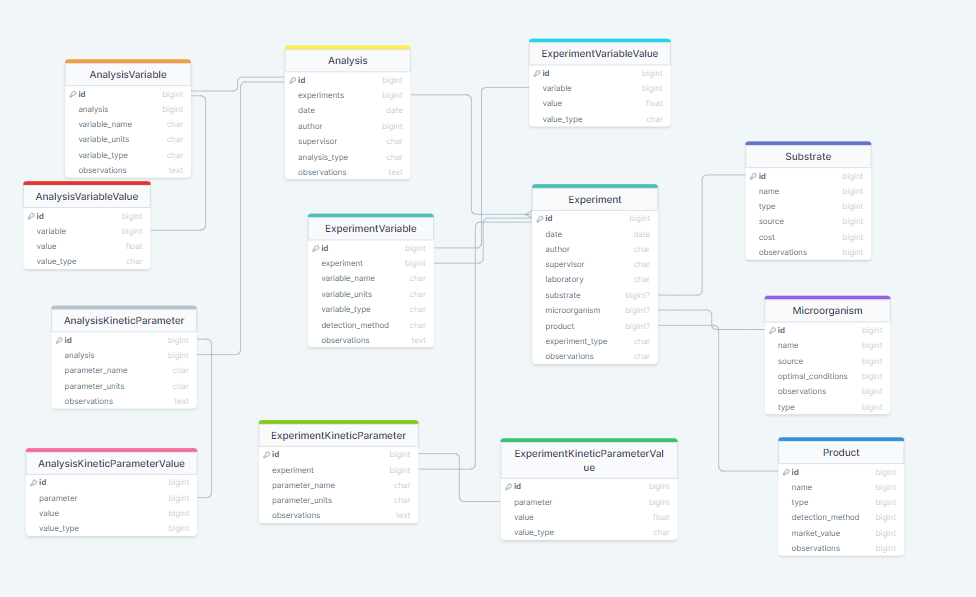 AnalysisVariable
id bigint
analysis bigint
variable_name char
variable_units char
variable_type char
observations text
Analysis
id bigint
experiments bigint
date date
author bigint
supervisor char
analysis_type char
observations text
ExperimentVariableValue
id bigint
variable bigint
value float
value_type char
Substrate
id bigint
name bigint
type bigint
source bigint
cost bigint
observations bigint
AnalysisVariableValue
id bigint
variable bigint
value float
value_type char
ExperimentVariable
id bigint
experiment bigint
variable_name char
variable_units char
variable_type char
detection_method char
observations text
Experiment
id bigint
date date
author char
supervisor char
laboratory char
substrate bigint?
microorganism bigint?
product bigint?
experiment_type char
observarions char
Microorganism
id bigint
name bigint
source bigint
optimal_conditions bigint
observations bigint
type bigint
AnalysisKineticParameter
id bigint
analysis bigint
parameter_name char
parameter_units char
observations text
AnalysisKineticParameterValue
id bigint
parameter bigint
value bigint
value_type bigint
ExperimentKineticParameter
id bigint
experiment bigint
parameter_name char
parameter_units char
observations text
ExperimentKineticParameterVal
ue
id bigint
parameter bigint
value float
value_type char
Product
id bigint
name bigint
type bigint
detection_method bigint
market_value bigint
observations bigint